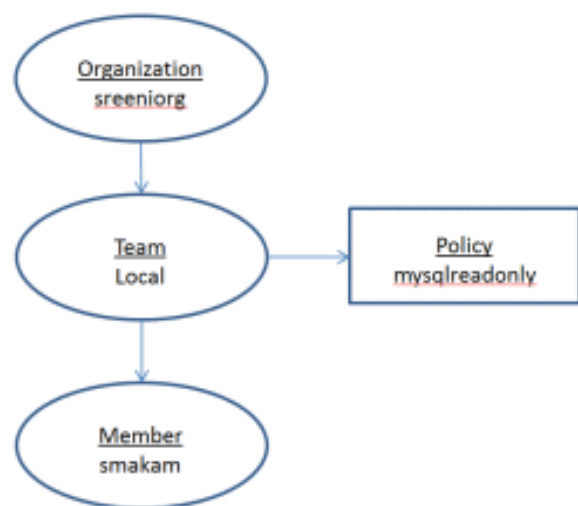 Organization
sreeniorg
Team
Local
Policy
mysqlreadonly
Member
smakam